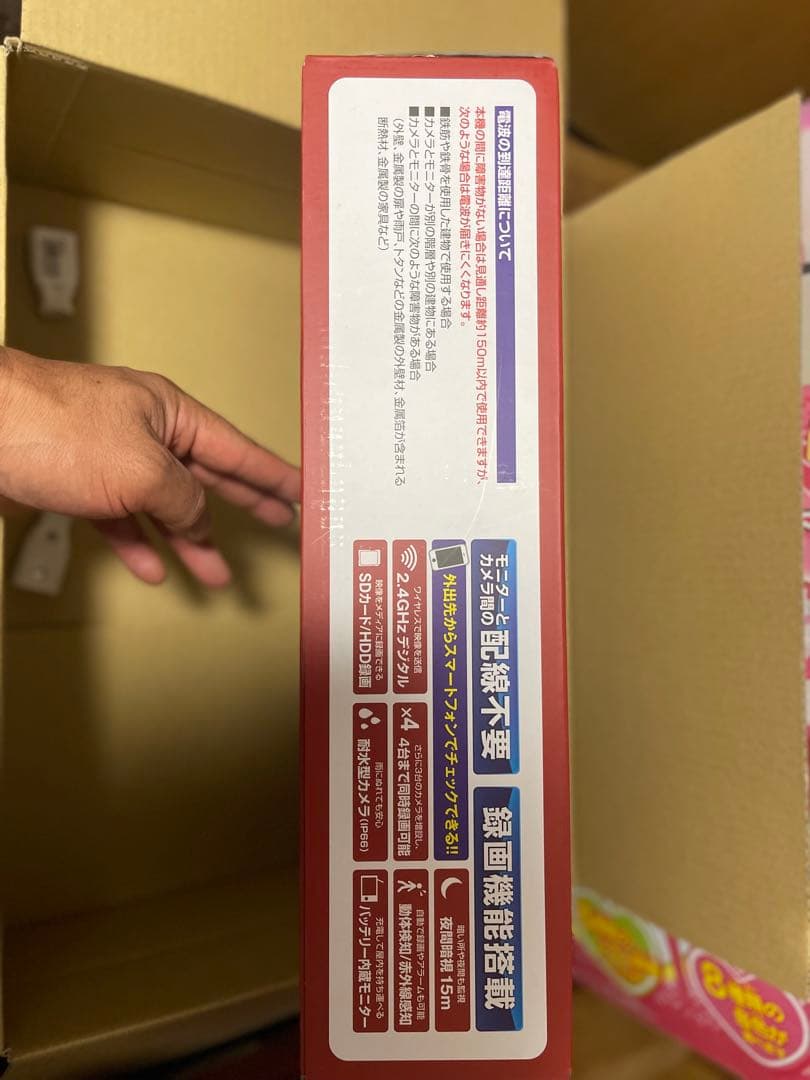 電波の到達距離について
本機の間に障害物がない場合は見通し距離約150m以内で使用できますが、
次のような場合は電波が届きにくくなります。
■鉄筋や鉄骨を使用した建物で使用する場合
■カメラとモニターが別の階層や別の建物にある場合
■カメラとモニターの間に次のような障害物がある場合
(外壁、金属製の扉や雨戸、トタンなどの金属製の外壁材、金属箔が含まれる
断熱材、金属製の家具など)
モニターと
カメラ間の
配線不要
録画機能搭載
外出先からスマートフォンでチェックできる!!
暗い所や夜間も監視
夜間暗視 15m
ワイヤレスで映像を送信
2.4GHzデジタル
さらに3台のカメラを増設し、
×4 4台まで同時録画可能
自動で録画やアラームも可能
動体検知/赤外線感知
映像をメディアに録画できる
SDカード/HDD録画
雨にぬれても安心
耐水型カメラ(IP66)
充電して屋内を持ち運べる
バッテリー内蔵モニター